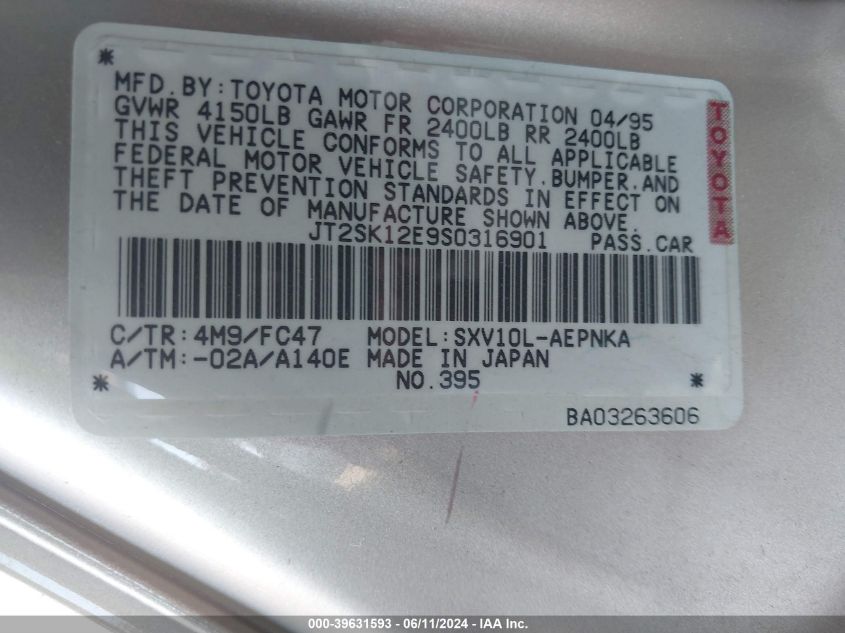 MFD.BY:TOYOTA MOTOR CORPORATION 04/95
GVWR 4150LB GAWR FR 2400LB RR 2400LB
THIS VEHICLE CONFORMS TO ALL APPLICABLE
FEDERAL MOTOR VEHICLE SAFETY.BUMPER.AND
THEFT PREVENTION STANDARDS IN EFFECT ON
THE DATE OF MANUFACTURE SHOWN ABOVE.
JT2SK12E9S0316901 PASS.CAR
TOYOTA
C/TR:4M9/FC47 MODEL:SXV10L-AEPNKA
A/TM:-02A/A140E MADE IN JAPAN
NO.395
BA03263606
000-39631593 - 06/11/2024 - IAA Inc.